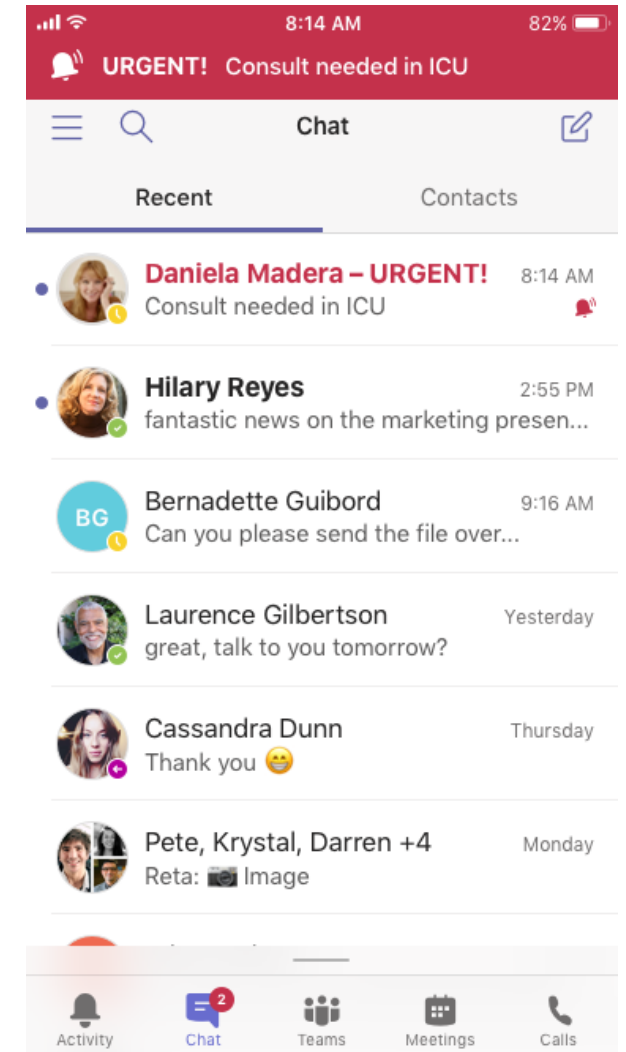 8:14 AM 82%
URGENT! Consult needed in ICU
Chat
Recent Contacts
Daniela Madera – URGENT! 8:14 AM
Consult needed in ICU
Hilary Reyes 2:55 PM
fantastic news on the marketing presen...
BG
Bernadette Guibord 9:16 AM
Can you please send the file over...
Laurence Gilbertson Yesterday
great, talk to you tomorrow?
Cassandra Dunn Thursday
Thank you 😁
Pete, Krystal, Darren +4 Monday
Reta: 📷 Image
2
Activity Chat Teams Meetings Calls